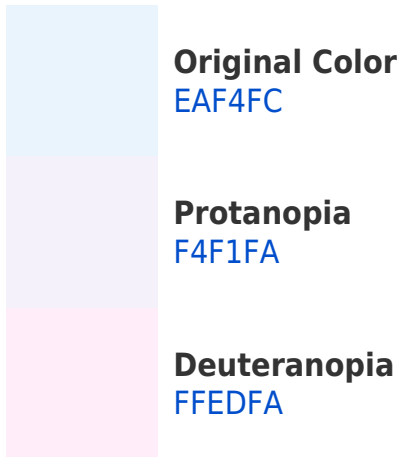 Original Color
EAF4FC
Protanopia
F4F1FA
Deuteranopia
FFEDFA